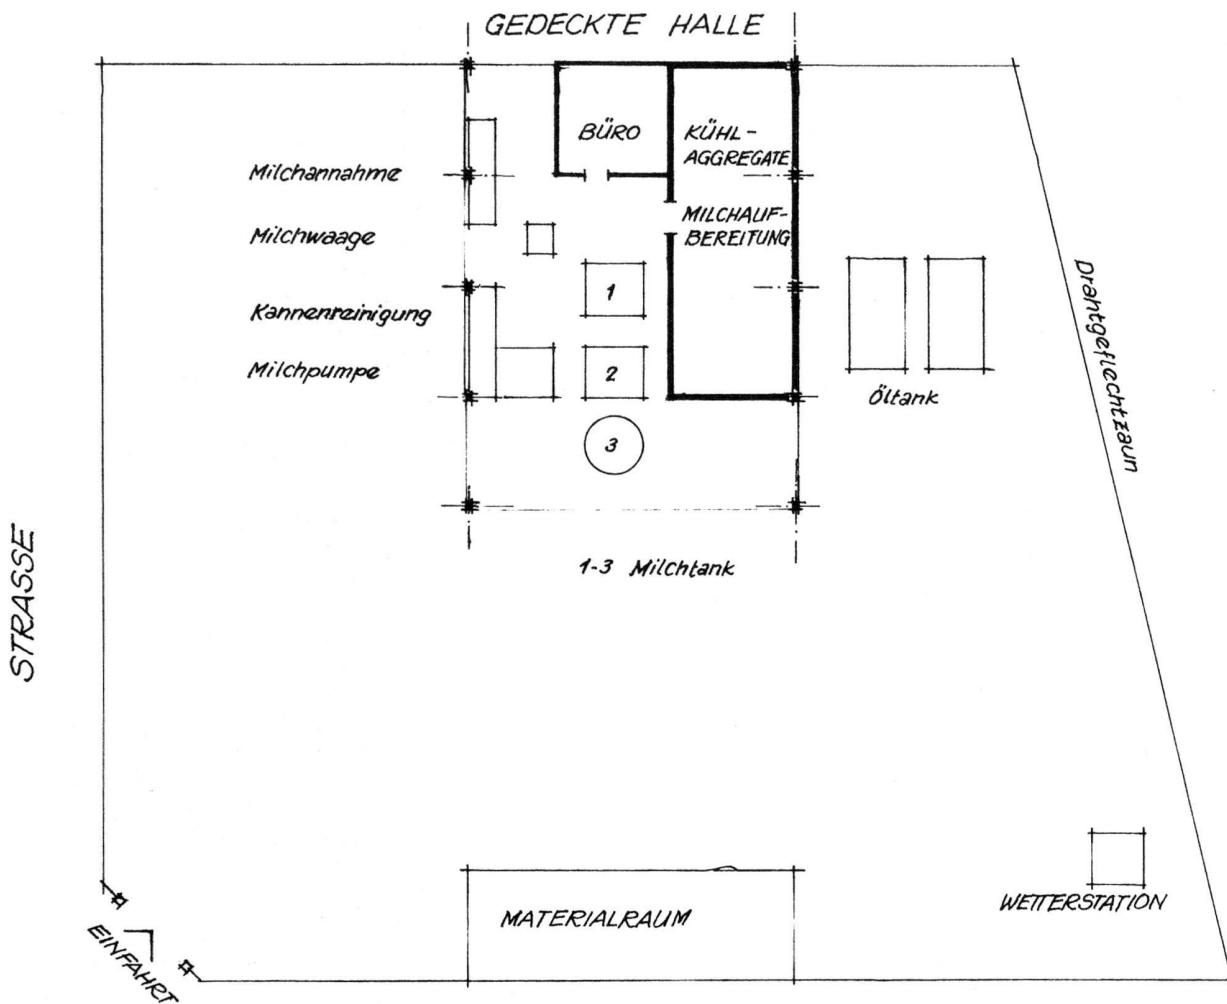 GEDECKTE HALLE
BÜRO
KÜHL-
AGGREGATE
Milchannahme
MILCHAUF-
BEREITUNG
Milchwaage
1
Kannenreinigung
Milchpumpe
2
Öltank
Drahtgeflechtzaun
3
1-3 Milchtank
STRASSE
MATERIALRAUM
WETTERSTATION
EINFAHRT